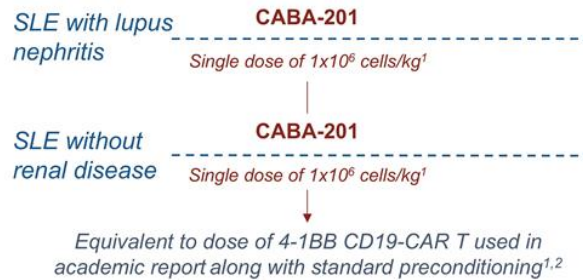 SLE with lupus
nephritis
CABA-201
Single dose of 1x10⁶ cells/kg¹
SLE without
renal disease
CABA-201
Single dose of 1x10⁶ cells/kg¹
Equivalent to dose of 4-1BB CD19-CAR T used in
academic report along with standard preconditioning¹,²